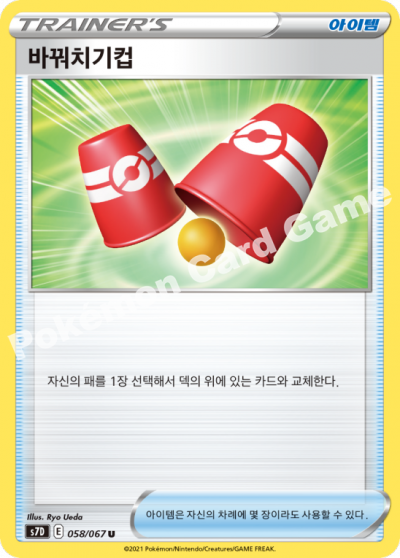 TRAINER'S 아이템
바꿔치기컵
Pokémon Card Game
자신의 패를 1장 선택해서 덱의 위에 있는 카드와 교체한다.
Illus. Ryo Ueda
s7D E 058/067 U
아이템은 자신의 차례에 몇 장이라도 사용할 수 있다.
©2021 Pokémon/Nintendo/Creatures/GAME FREAK.